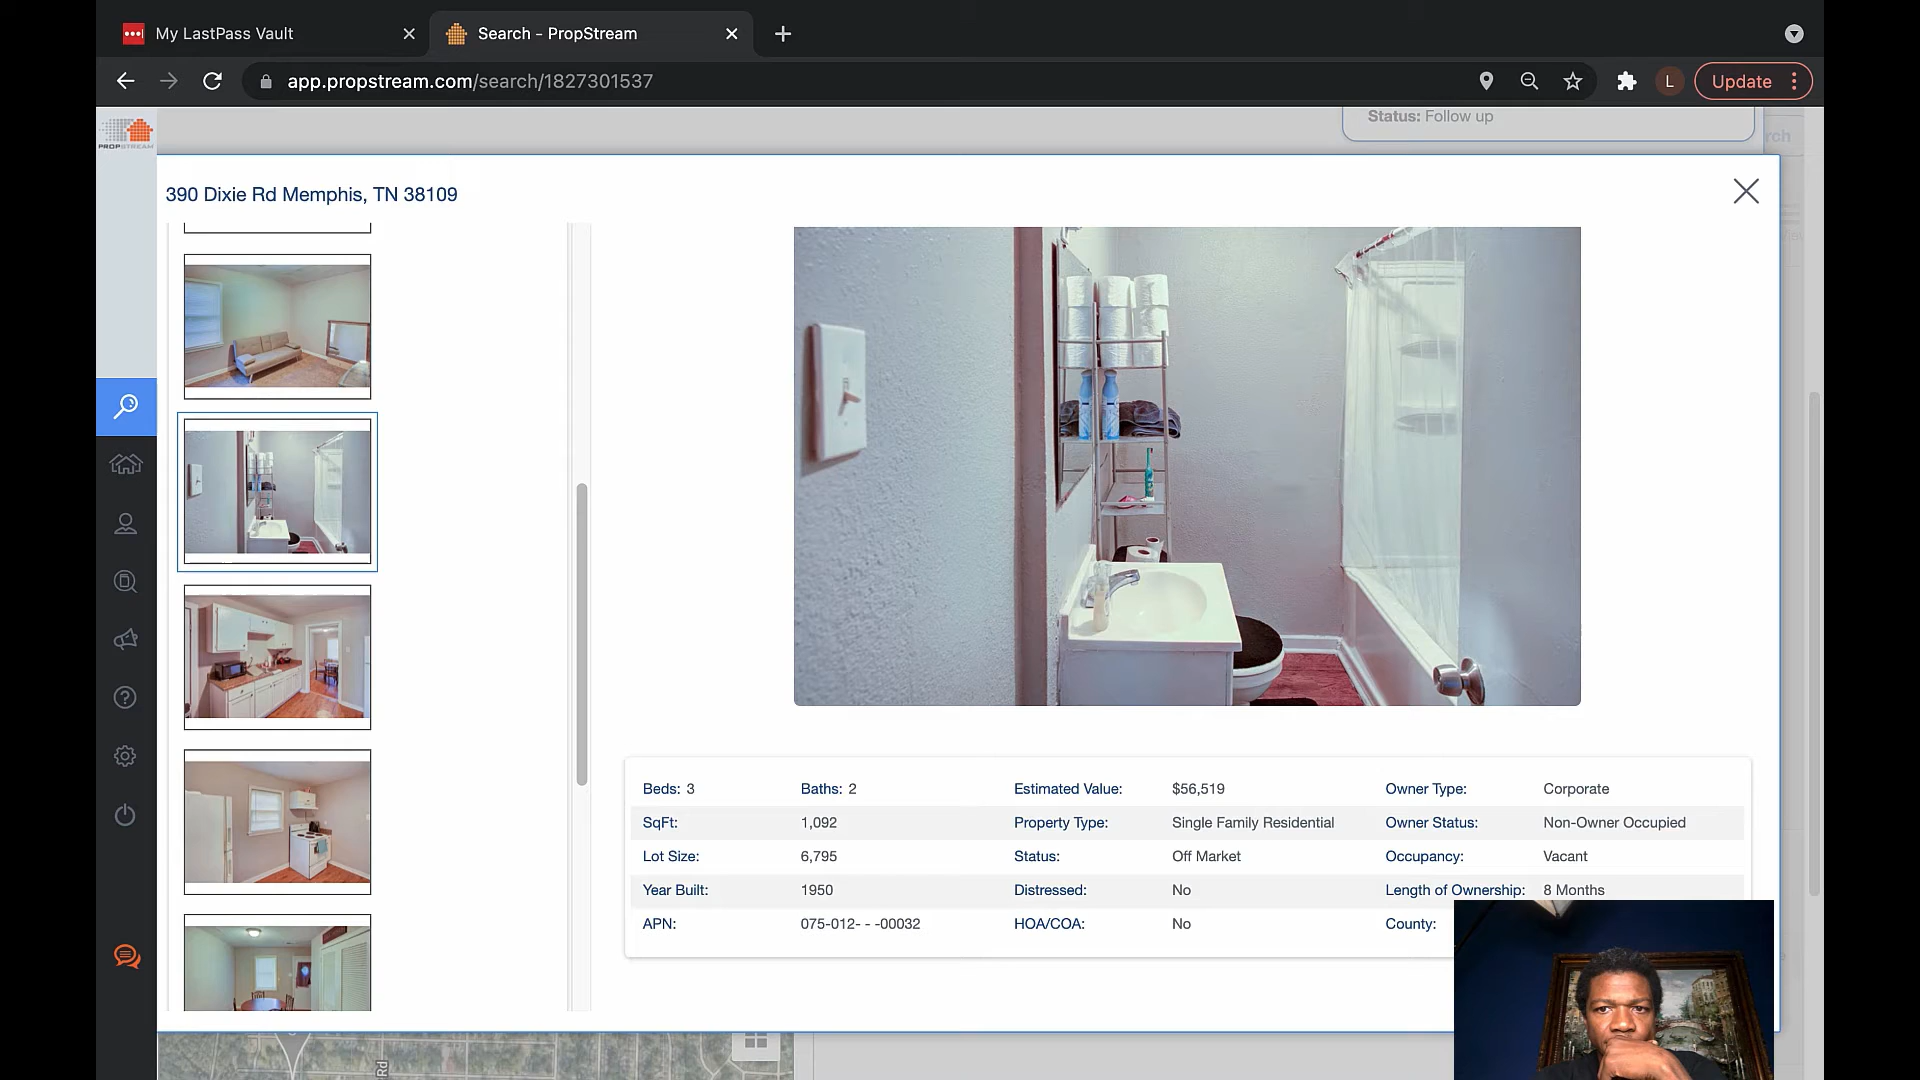 My LastPass Vault
Search - PropStream
app.propstream.com/search/1827301537
L
Update
PROPSTREAM
Status: Follow up
rch
390 Dixie Rd Memphis, TN 38109
Beds: 3 Baths: 2 Estimated Value: $56,519 Owner Type: Corporate
SqFt: 1,092 Property Type: Single Family Residential Owner Status: Non-Owner Occupied
Lot Size: 6,795 Status: Off Market Occupancy: Vacant
Year Built: 1950 Distressed: No Length of Ownership: 8 Months
APN: 075-012- - -00032 HOA/COA: No County:
Rd